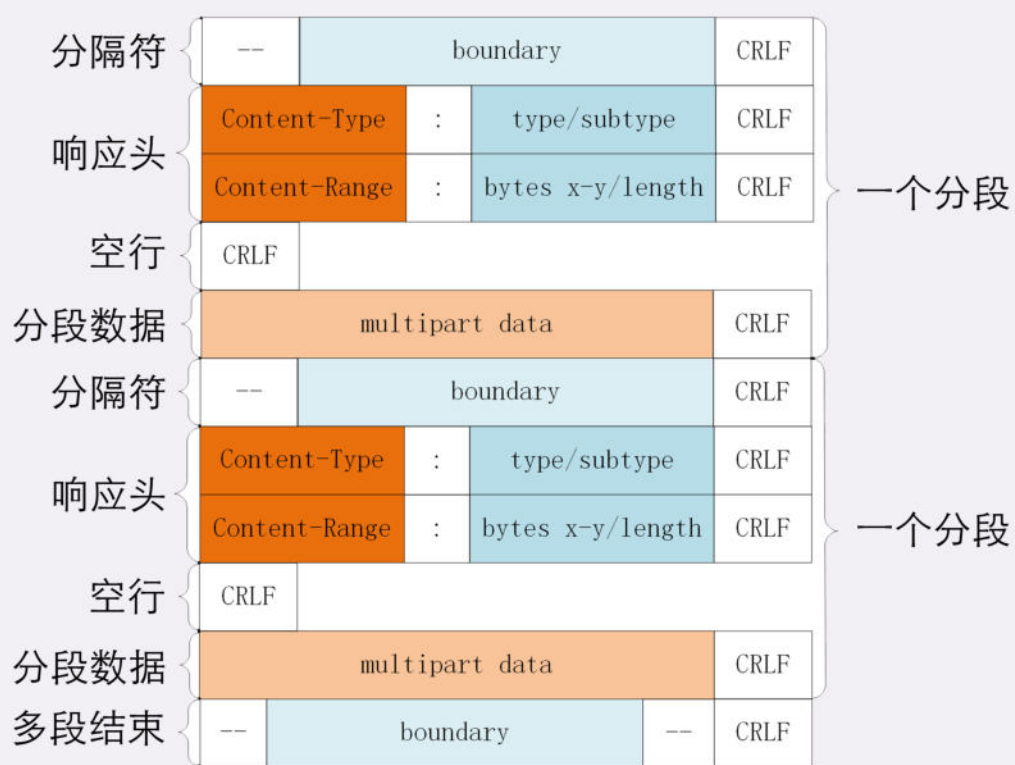 分隔符 -- boundary CRLF
响应头 Content-Type : type/subtype CRLF
Content-Range : bytes x-y/length CRLF
一个分段
空行 CRLF
分段数据 multipart data CRLF
分隔符 -- boundary CRLF
响应头 Content-Type : type/subtype CRLF
Content-Range : bytes x-y/length CRLF
一个分段
空行 CRLF
分段数据 multipart data CRLF
多段结束 -- boundary -- CRLF